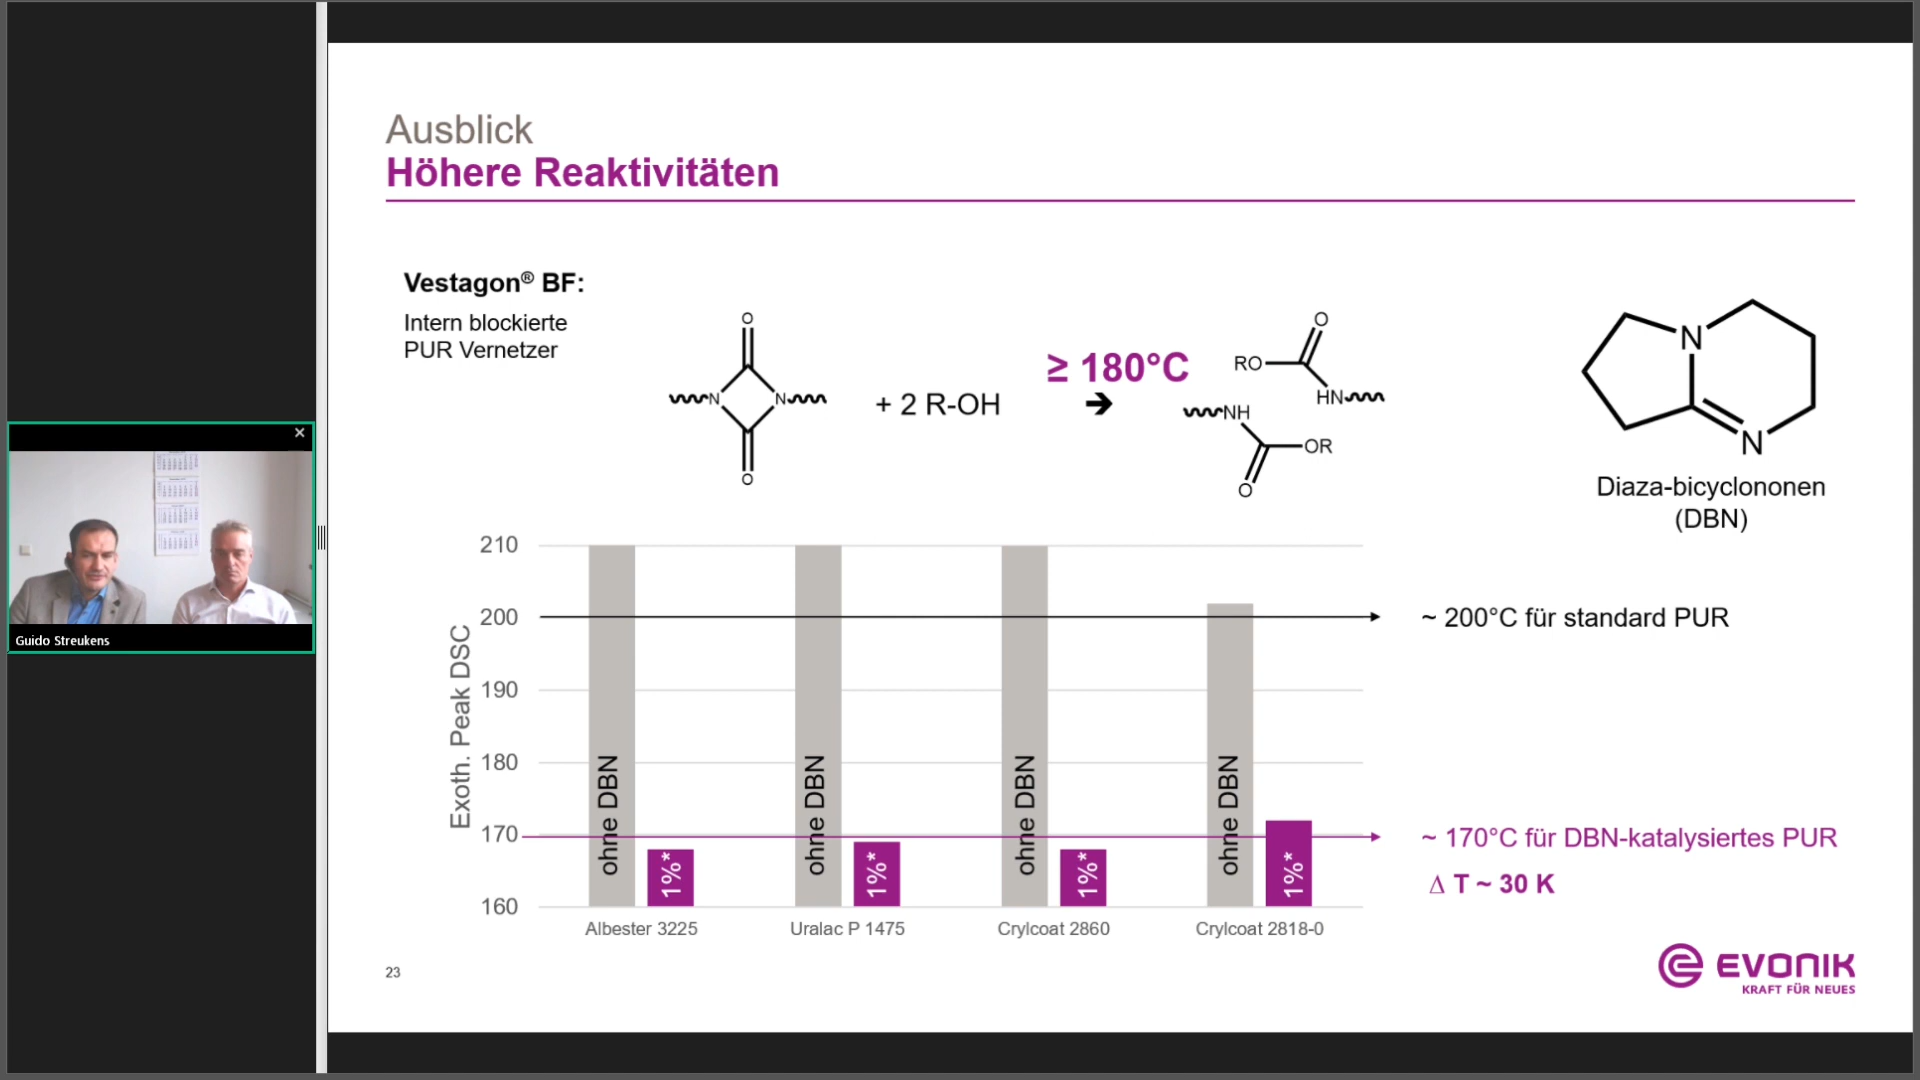 Ausblick
Höhere Reaktivitäten
Vestagon® BF:
Intern blockierte
PUR Vernetzer
O
N
N
O
+ 2 R-OH
≥ 180°C
➔
O
RO
HN
NH
OR
O
N
N
Diaza-bicyclononen
(DBN)
Exoth. Peak DSC
210
200
190
180
170
160
ohne DBN
1%*
ohne DBN
1%*
ohne DBN
1%*
ohne DBN
1%*
Albester 3225
Uralac P 1475
Crylcoat 2860
Crylcoat 2818-0
~ 200°C für standard PUR
~ 170°C für DBN-katalysiertes PUR
Δ T ~ 30 K
23
EVONIK
KRAFT FÜR NEUES
Guido Streukens